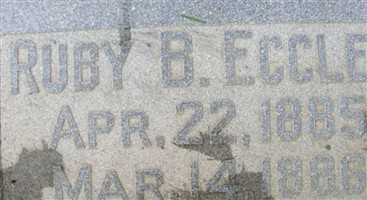 RUBY B. ECCLE
APR. 22, 1885
MAR. 14, 1886